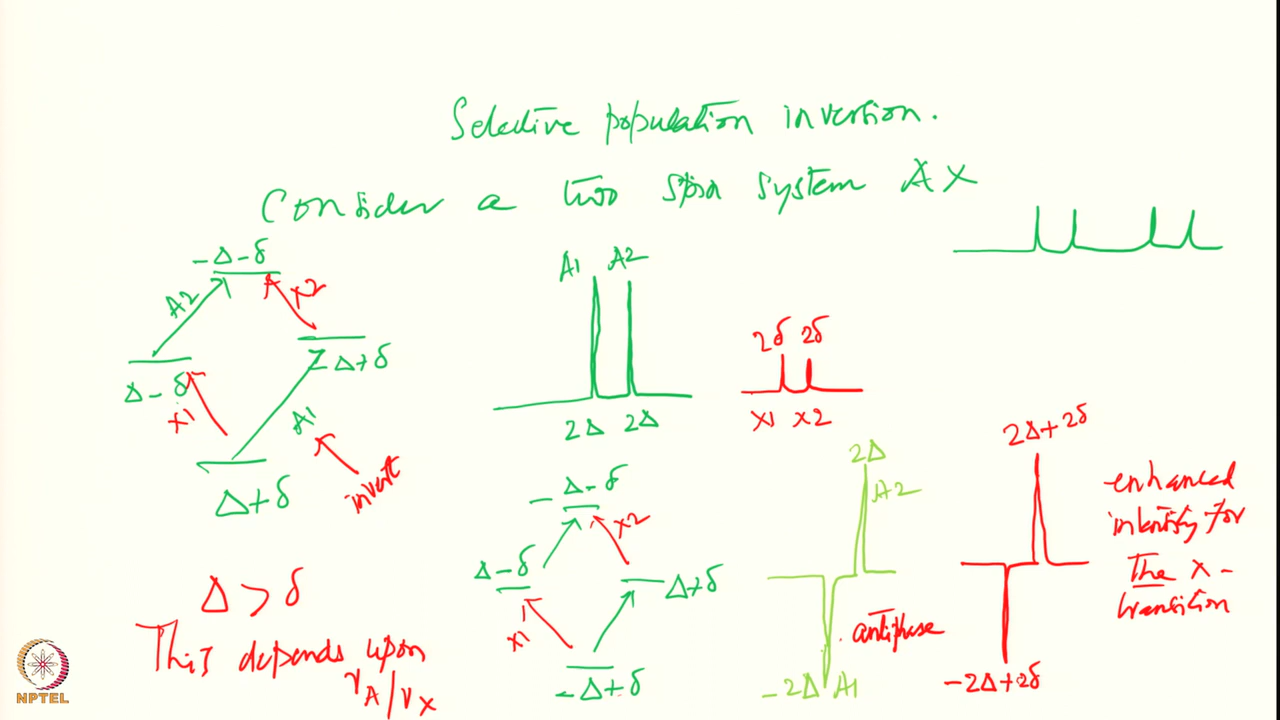 Selective population inversion.
Consider a two spin system AX
-Δ-δ
A2
X2
Δ-δ
-Δ+δ
X1
A1
invert
Δ+δ
A1 A2
2Δ 2Δ
2δ 2δ
X1 X2
Δ > δ
This depends upon
γA/γX
-Δ-δ
X2
Δ-δ
Δ+δ
X1
-Δ+δ
2Δ
A2
antiphase
-2Δ A1
2Δ+2δ
-2Δ+2δ
enhanced
intensity for
The X-
transition
NPTEL